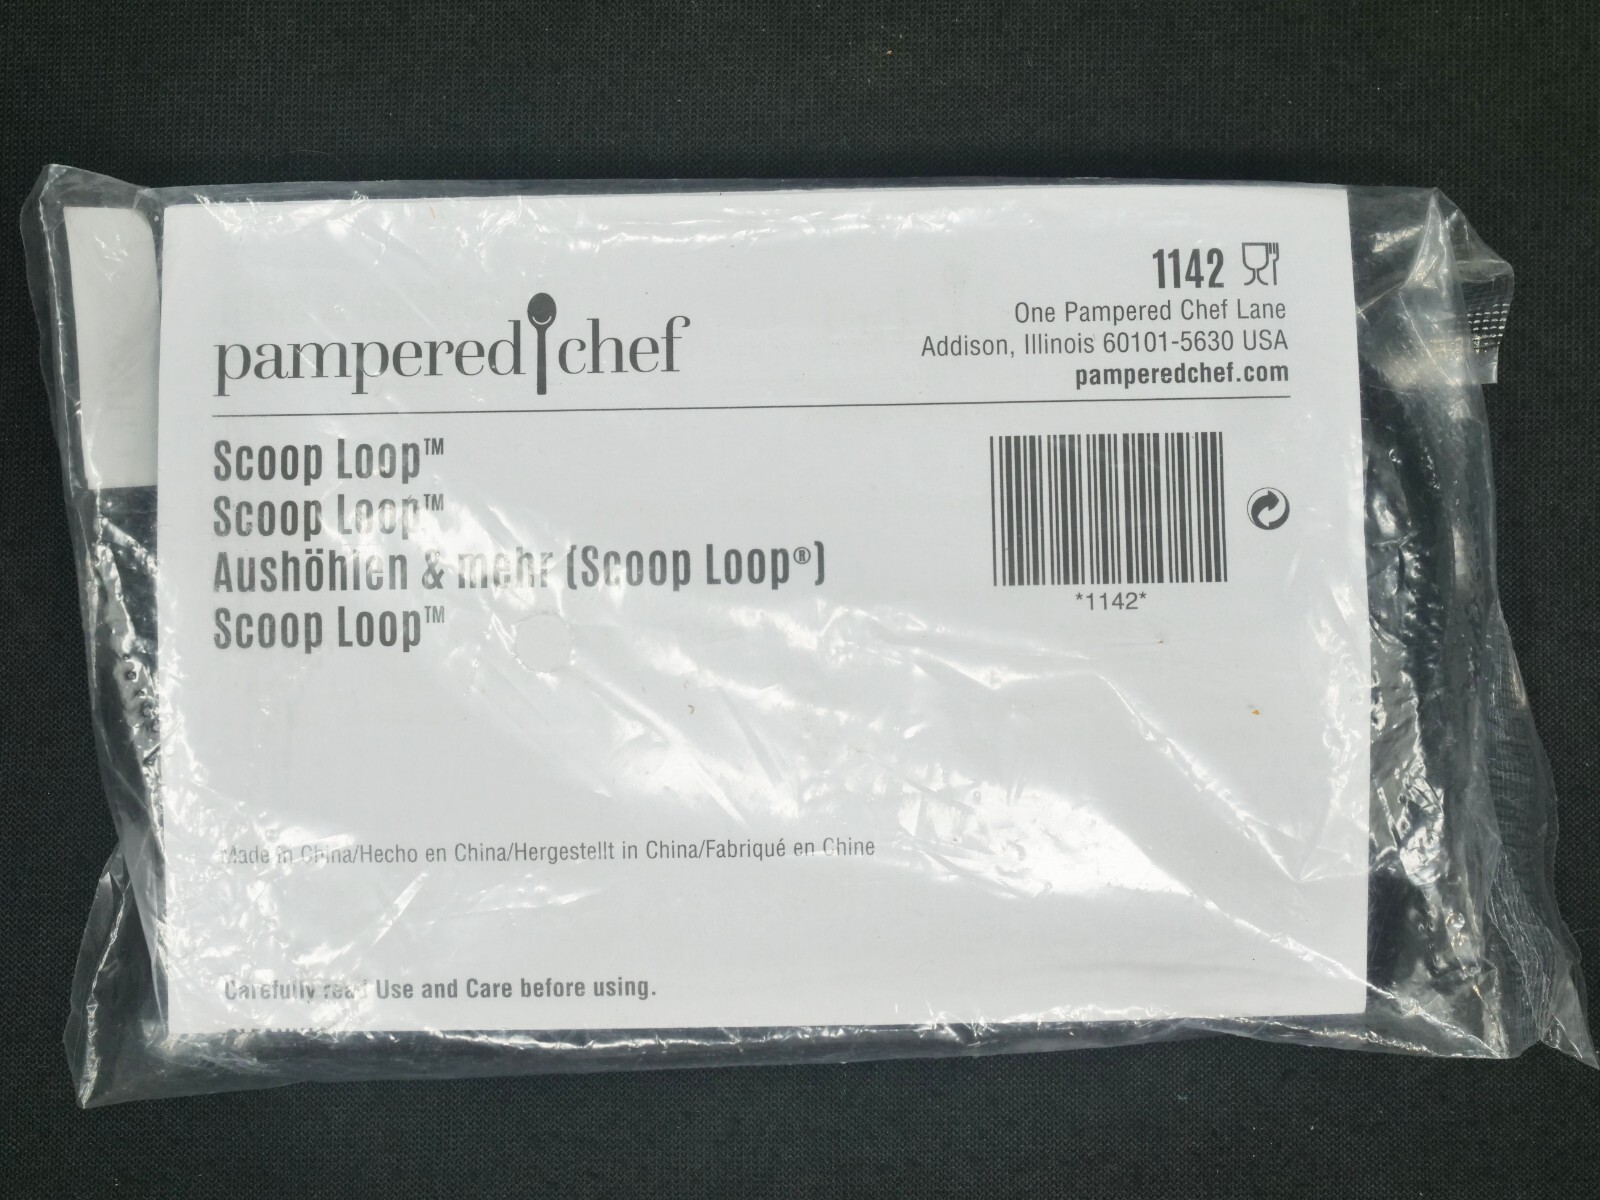 pampered chef
1142
One Pampered Chef Lane
Addison, Illinois 60101-5630 USA
pamperedchef.com
Scoop Loop™
Scoop Loop™
Aushöhlen & mehr (Scoop Loop®)
Scoop Loop™
*1142*
Made in China/Hecho en China/Hergestellt in China/Fabriqué en Chine
Carefully read Use and Care before using.